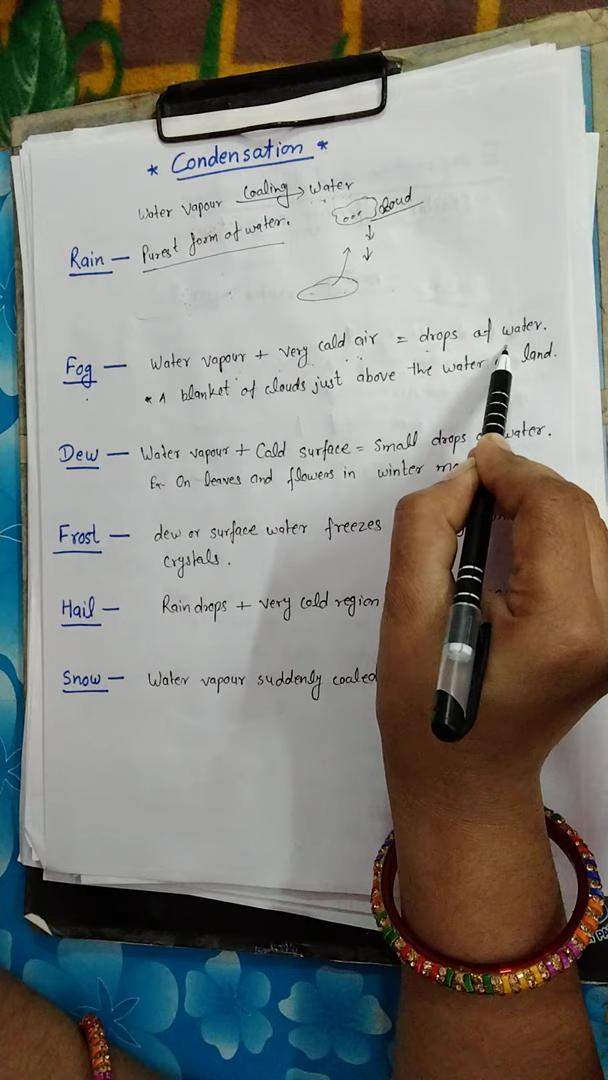 * Condensation *
Water vapour cooling → Water
cloud
Rain — Purest form of water.
Fog — Water vapour + very cold air = drops of water.
* A blanket of clouds just above the water land.
Dew — Water vapour + Cold surface = Small drops water.
Ex On leaves and flowers in winter
Frost — dew or surface water freezes
crystals.
Hail — Rain drops + very cold region
Snow — Water vapour suddenly cooled